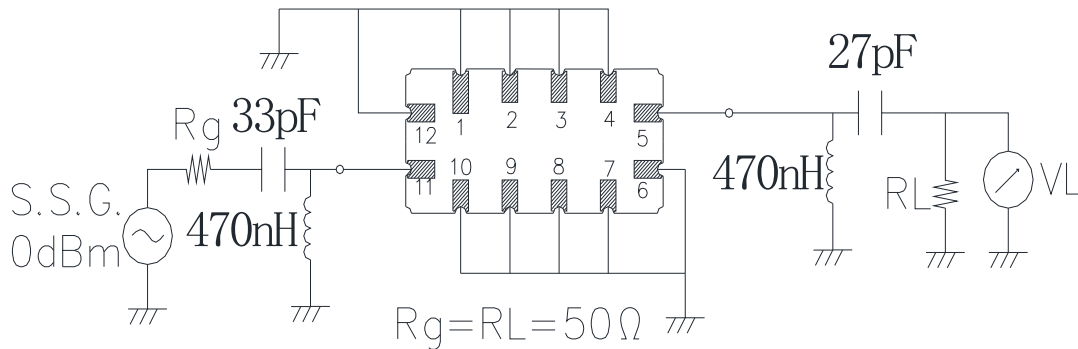 27pF
Rg 33pF
12 1 2 3 4 5
11 10 9 8 7 6
S.S.G.
0dBm
470nH
470nH
RL
VL
Rg=RL=50Ω